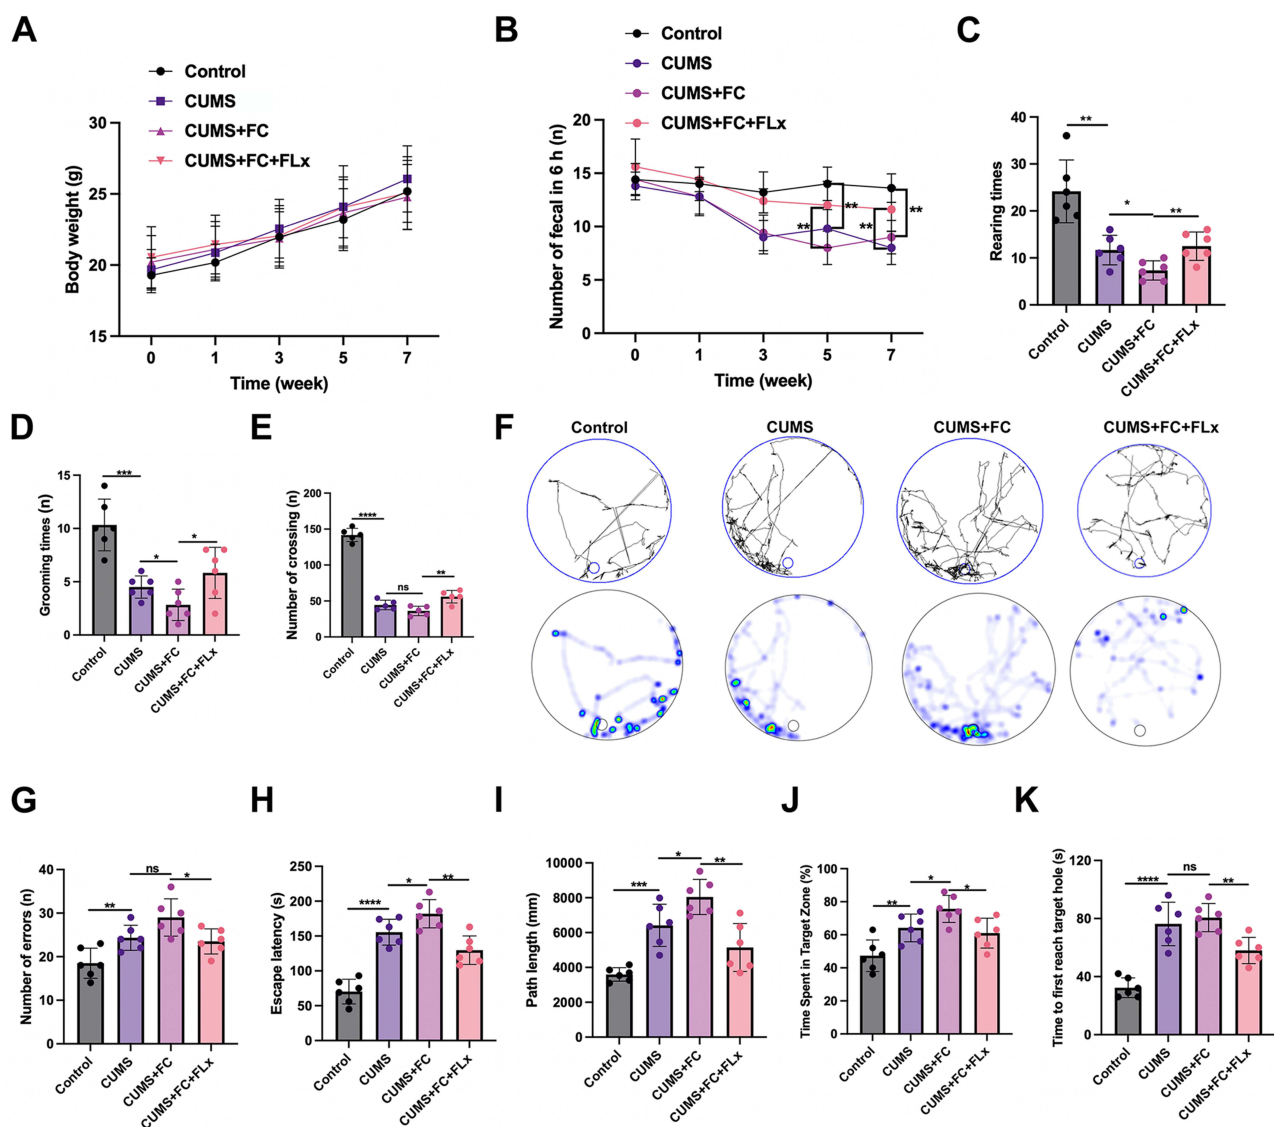 A
Control
CUMS
CUMS+FC
CUMS+FC+FLx
Body weight (g)
30
25
20
15
0 1 3 5 7
Time (week)
B
Control
CUMS
CUMS+FC
CUMS+FC+FLx
Number of fecal in 6 h (n)
20
15
10
5
0
** ** ** **
0 1 3 5 7
Time (week)
C
Rearing times
40
30
20
10
0
** * **
Control CUMS CUMS+FC CUMS+FC+FLx
D
Grooming times (n)
15
10
5
0
*** * *
Control CUMS CUMS+FC CUMS+FC+FLx
E
Number of crossing (n)
200
150
100
50
0
**** ns **
Control CUMS CUMS+FC CUMS+FC+FLx
F
Control CUMS CUMS+FC CUMS+FC+FLx
G
Number of errors (n)
40
30
20
10
0
** ns *
Control CUMS CUMS+FC CUMS+FC+FLx
H
Escape latency (s)
250
200
150
100
50
0
**** * **
Control CUMS CUMS+FC CUMS+FC+FLx
I
Path length (mm)
10000
8000
6000
4000
2000
0
*** * **
Control CUMS CUMS+FC CUMS+FC+FLx
J
Time Spent in Target Zone (%)
100
90
80
70
60
50
40
30
20
10
0
** * *
Control CUMS CUMS+FC CUMS+FC+FLx
K
Time to first reach target hole (s)
120
80
40
0
**** ns **
Control CUMS CUMS+FC CUMS+FC+FLx